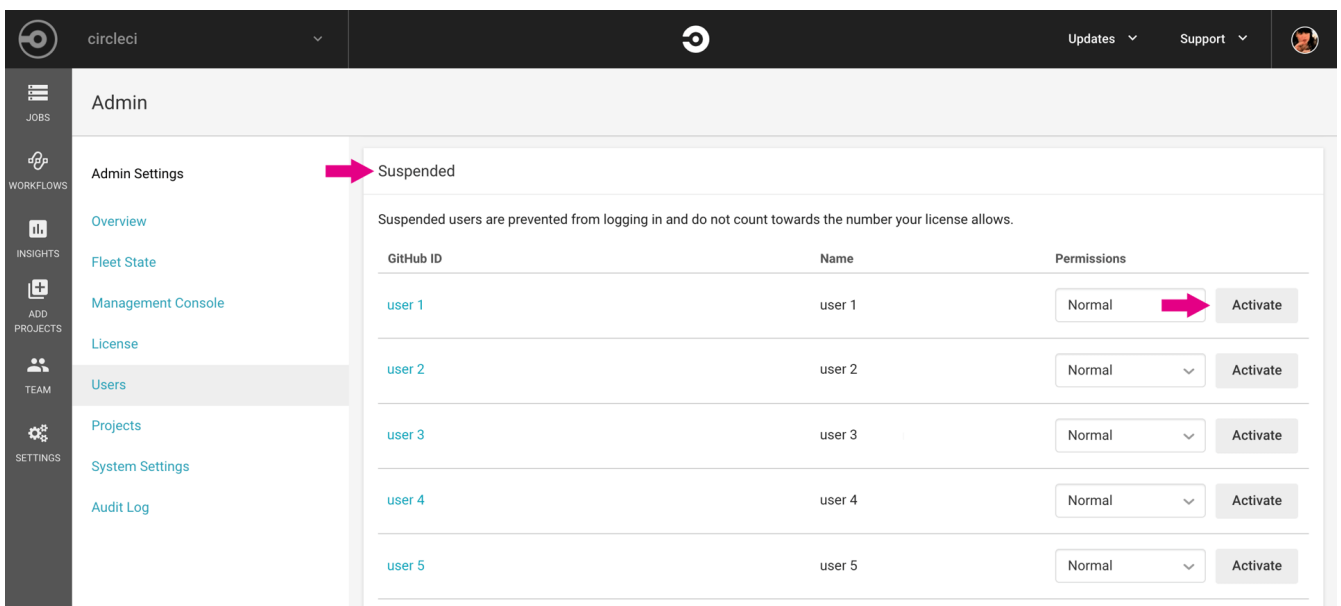 circleci
Updates
Support
JOBS
WORKFLOWS
INSIGHTS
ADD
PROJECTS
TEAM
SETTINGS
Admin
Admin Settings
Overview
Fleet State
Management Console
License
Users
Projects
System Settings
Audit Log
Suspended
Suspended users are prevented from logging in and do not count towards the number your license allows.
GitHub ID Name Permissions
user 1 user 1 Normal Activate
user 2 user 2 Normal Activate
user 3 user 3 Normal Activate
user 4 user 4 Normal Activate
user 5 user 5 Normal Activate